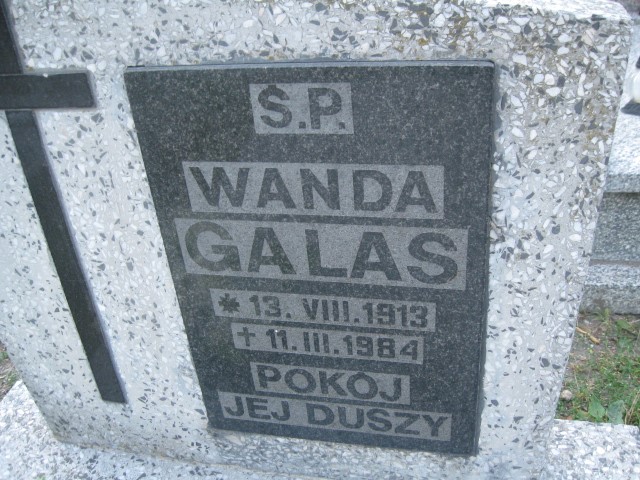 Ś.P.
WANDA
GALAS
* 13. VIII.1913
† 11. III. 1984
POKÓJ
JEJ DUSZY